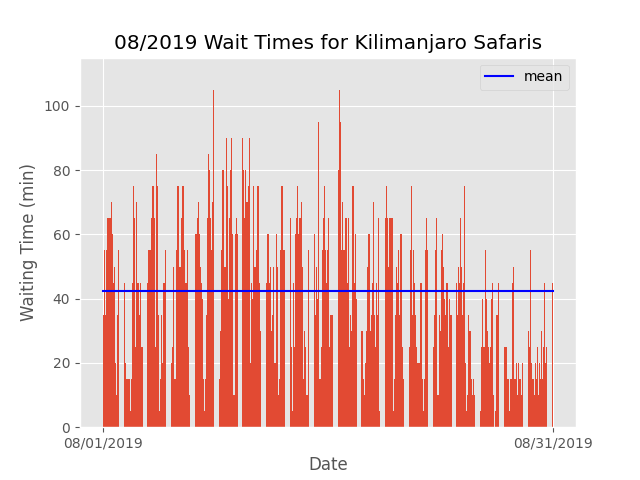 08/2019 Wait Times for Kilimanjaro Safaris
mean
100
80
60
40
20
0
Waiting Time (min)
08/01/2019
08/31/2019
Date